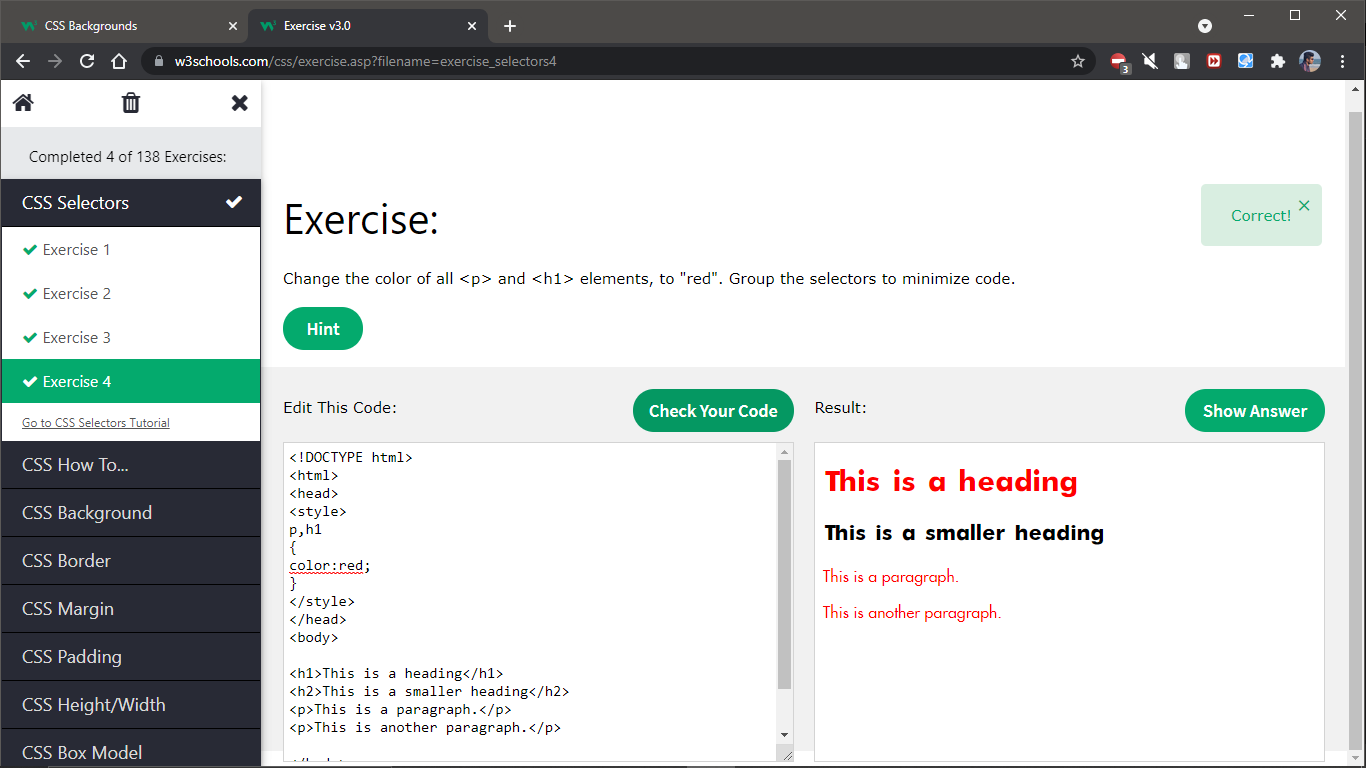 CSS Backgrounds
Exercise v3.0
w3schools.com/css/exercise.asp?filename=exercise_selectors4
3
Completed 4 of 138 Exercises:
CSS Selectors
Exercise 1
Exercise 2
Exercise 3
Exercise 4
Go to CSS Selectors Tutorial
CSS How To...
CSS Background
CSS Border
CSS Margin
CSS Padding
CSS Height/Width
CSS Box Model
Exercise:
Correct!
Change the color of all <p> and <h1> elements, to "red". Group the selectors to minimize code.
Hint
Edit This Code:
Check Your Code
<!DOCTYPE html>
<html>
<head>
<style>
p,h1
{
color:red;
}
</style>
</head>
<body>
<h1>This is a heading</h1>
<h2>This is a smaller heading</h2>
<p>This is a paragraph.</p>
<p>This is another paragraph.</p>
Result:
Show Answer
This is a heading
This is a smaller heading
This is a paragraph.
This is another paragraph.